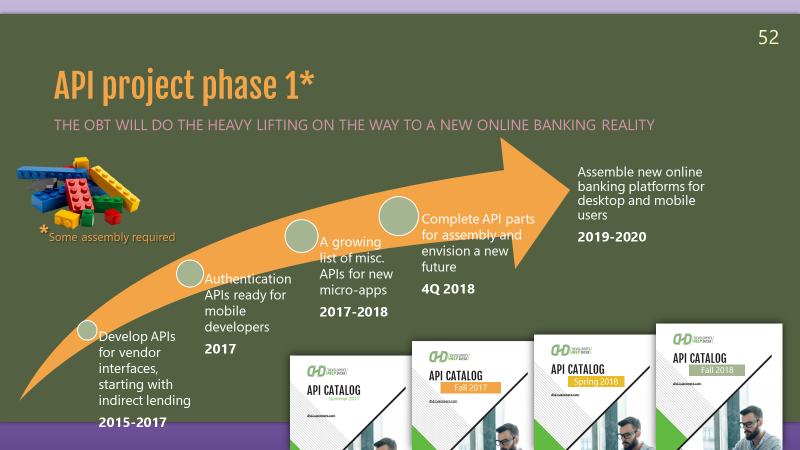 52
API project phase 1*
THE OBT WILL DO THE HEAVY LIFTING ON THE WAY TO A NEW ONLINE BANKING REALITY
*Some assembly required
Develop APIs
for vendor
interfaces,
starting with
indirect lending
2015-2017
Authentication
APIs ready for
mobile
developers
2017
A growing
list of misc.
APIs for new
micro-apps
2017-2018
Complete API parts
for assembly and
envision a new
future
4Q 2018
Assemble new online
banking platforms for
desktop and mobile
users
2019-2020
API CATALOG
Summer 2017
API CATALOG
Fall 2017
API CATALOG
Spring 2018
API CATALOG
Fall 2018